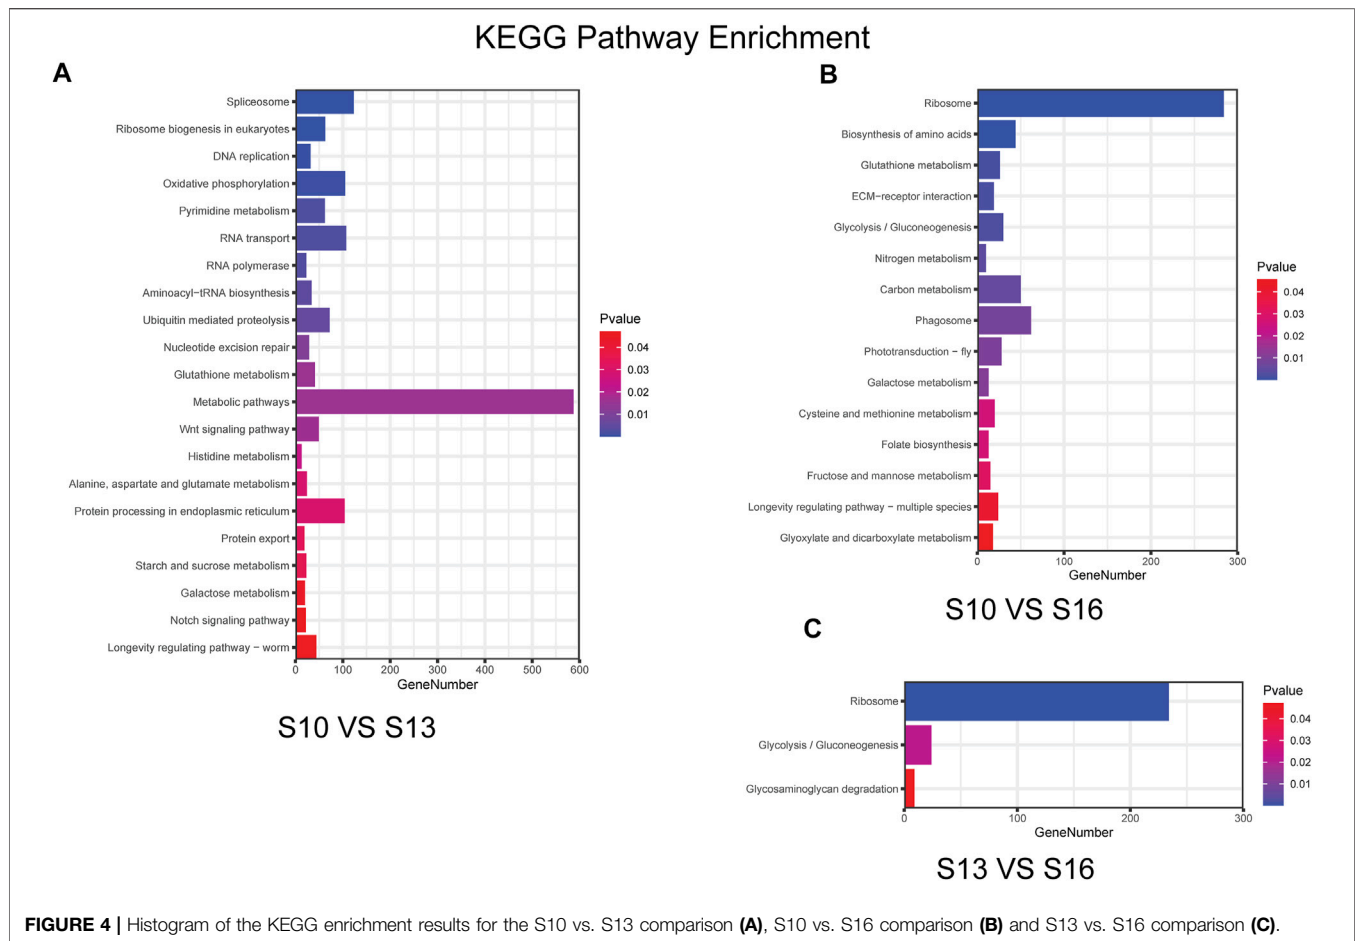 KEGG Pathway Enrichment
A
Spliceosome
Ribosome biogenesis in eukaryotes
DNA replication
Oxidative phosphorylation
Pyrimidine metabolism
RNA transport
RNA polymerase
Aminoacyl−tRNA biosynthesis
Ubiquitin mediated proteolysis
Nucleotide excision repair
Glutathione metabolism
Metabolic pathways
Wnt signaling pathway
Histidine metabolism
Alanine, aspartate and glutamate metabolism
Protein processing in endoplasmic reticulum
Protein export
Starch and sucrose metabolism
Galactose metabolism
Notch signaling pathway
Longevity regulating pathway − worm
0 100 200 300 400 500 600
GeneNumber
Pvalue
0.04
0.03
0.02
0.01
S10 VS S13
B
Ribosome
Biosynthesis of amino acids
Glutathione metabolism
ECM−receptor interaction
Glycolysis / Gluconeogenesis
Nitrogen metabolism
Carbon metabolism
Phagosome
Phototransduction − fly
Galactose metabolism
Cysteine and methionine metabolism
Folate biosynthesis
Fructose and mannose metabolism
Longevity regulating pathway − multiple species
Glyoxylate and dicarboxylate metabolism
0 100 200 300
GeneNumber
Pvalue
0.04
0.03
0.02
0.01
S10 VS S16
C
Ribosome
Glycolysis / Gluconeogenesis
Glycosaminoglycan degradation
0 100 200 300
GeneNumber
Pvalue
0.04
0.03
0.02
0.01
S13 VS S16
FIGURE 4 | Histogram of the KEGG enrichment results for the S10 vs. S13 comparison (A), S10 vs. S16 comparison (B) and S13 vs. S16 comparison (C).